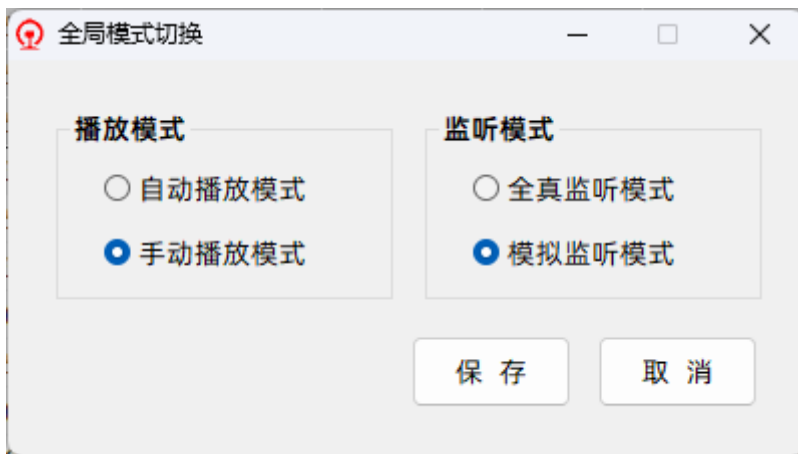 全局模式切换
播放模式
自动播放模式
手动播放模式
监听模式
全真监听模式
模拟监听模式
保 存
取 消